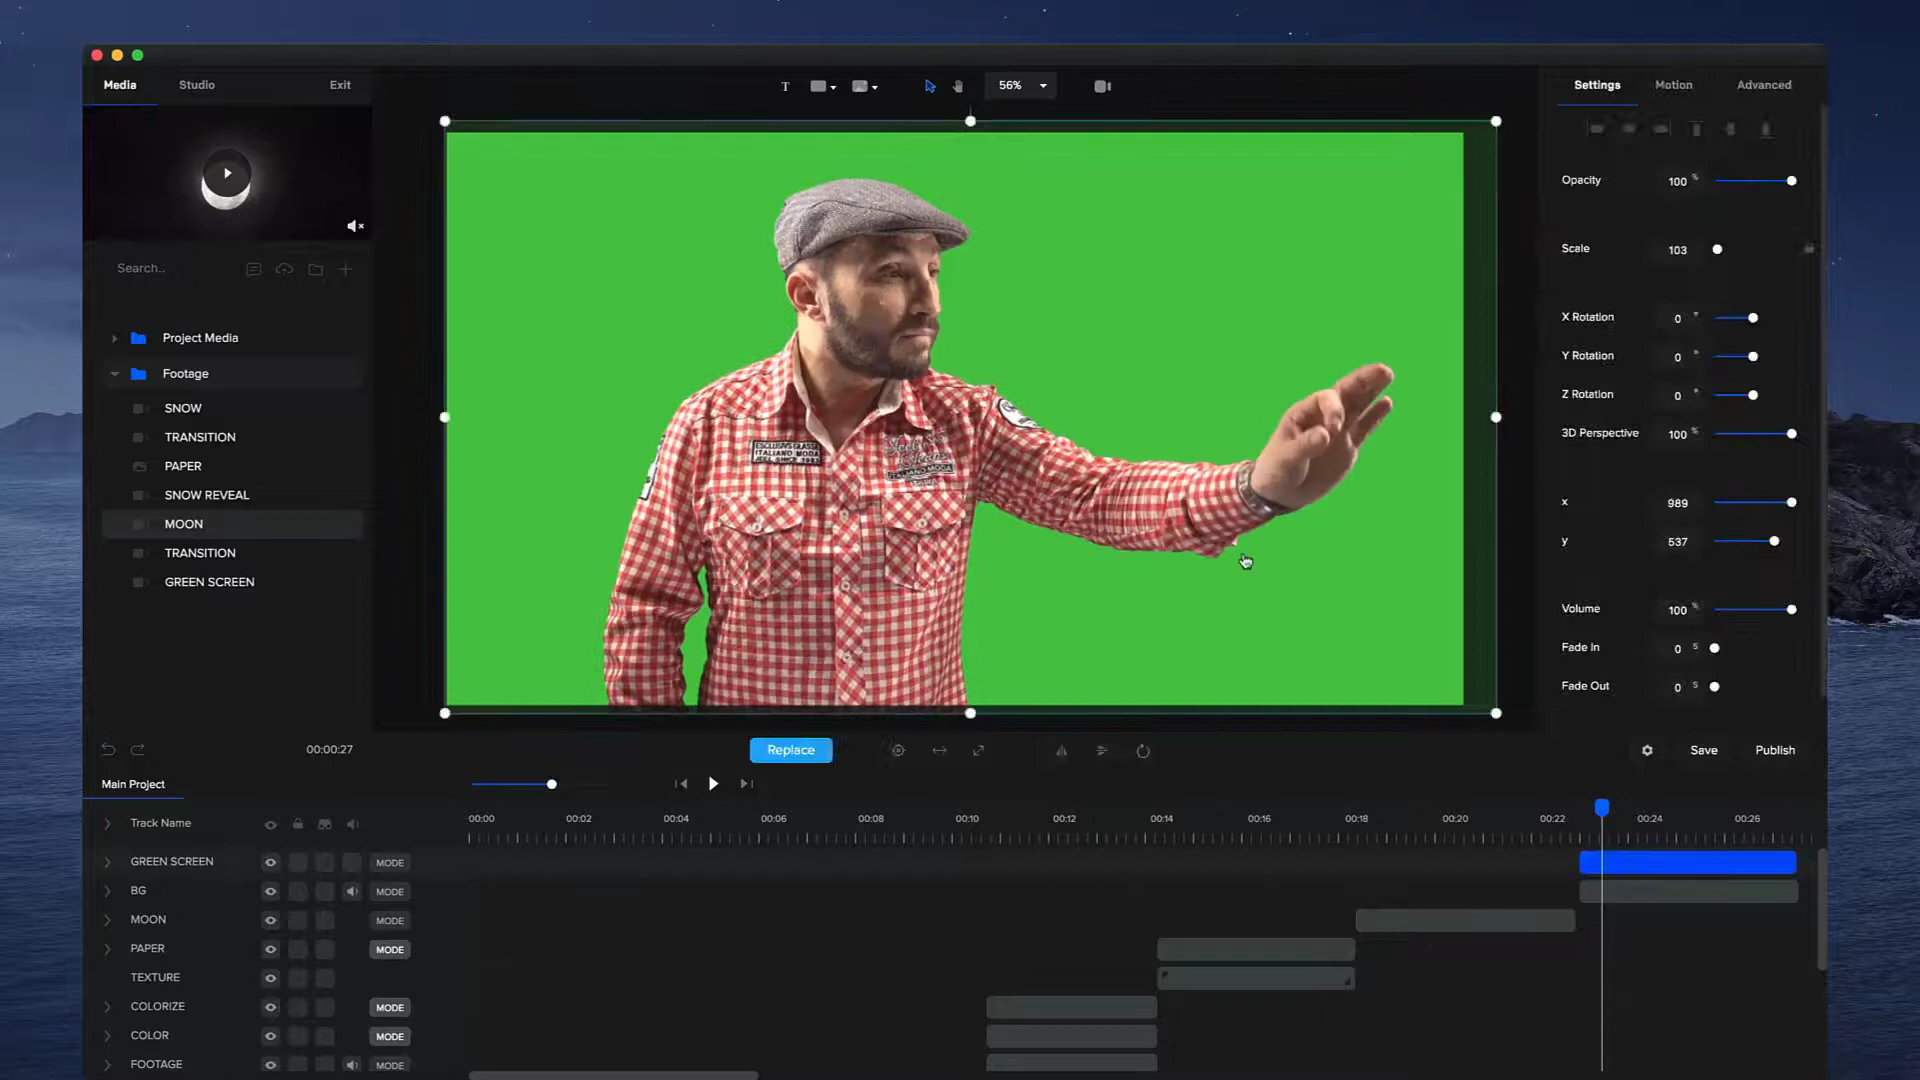 Media Studio Exit
T 56%
Settings Motion Advanced
Search..
Project Media
Footage
SNOW
TRANSITION
PAPER
SNOW REVEAL
MOON
TRANSITION
GREEN SCREEN
ITALIANO MODA
ITALIANO MODA
Opacity 100 %
Scale 103
X Rotation 0 °
Y Rotation 0 °
Z Rotation 0 °
3D Perspective 100 %
x 989
y 537
Volume 100 %
Fade In 0 S
Fade Out 0 S
00:00:27 Replace Save Publish
Main Project
Track Name 00:00 00:02 00:04 00:06 00:08 00:10 00:12 00:14 00:16 00:18 00:20 00:22 00:24 00:26
GREEN SCREEN MODE
BG MODE
MOON MODE
PAPER MODE
TEXTURE
COLORIZE MODE
COLOR MODE
FOOTAGE MODE